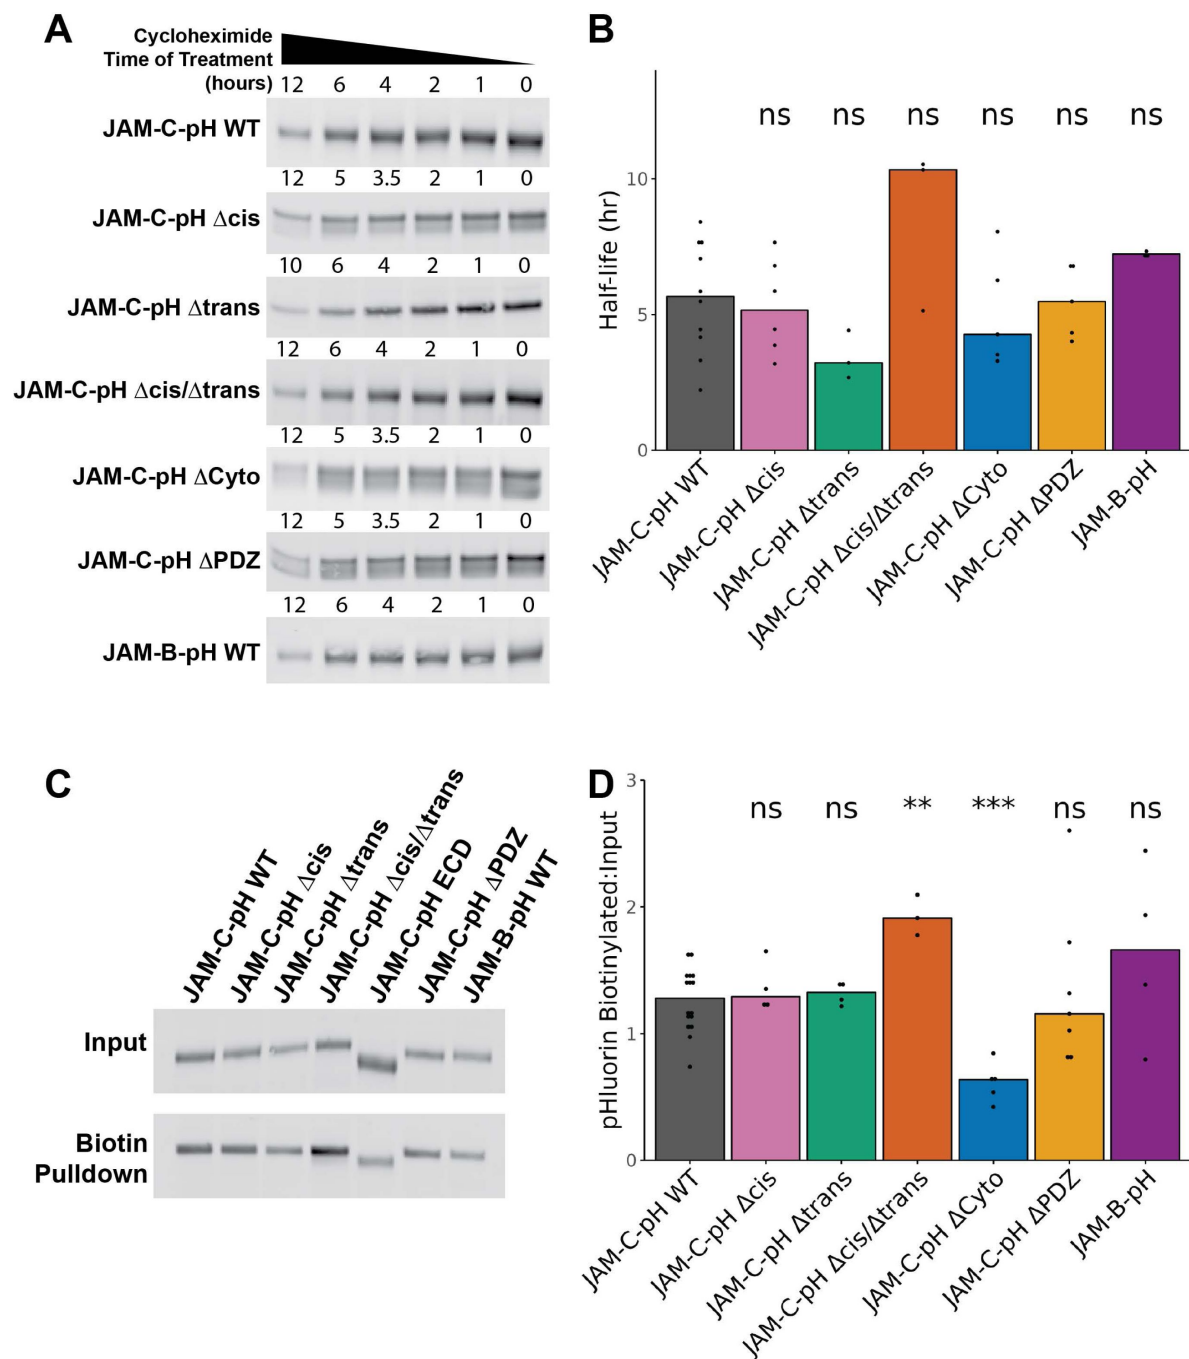 A
Cycloheximide
Time of Treatment
(hours)
12 6 4 2 1 0
JAM-C-pH WT
12 5 3.5 2 1 0
JAM-C-pH Δcis
10 6 4 2 1 0
JAM-C-pH Δtrans
12 6 4 2 1 0
JAM-C-pH Δcis/Δtrans
12 5 3.5 2 1 0
JAM-C-pH ΔCyto
12 5 3.5 2 1 0
JAM-C-pH ΔPDZ
12 6 4 2 1 0
JAM-B-pH WT
B
ns ns ns ns ns ns
Half-life (hr)
10
5
0
JAM-C-pH WT
JAM-C-pH Δcis
JAM-C-pH Δtrans
JAM-C-pH Δcis/Δtrans
JAM-C-pH ΔCyto
JAM-C-pH ΔPDZ
JAM-B-pH
C
JAM-C-pH WT
JAM-C-pH Δcis
JAM-C-pH Δtrans
JAM-C-pH Δcis/Δtrans
JAM-C-pH ECD
JAM-C-pH ΔPDZ
JAM-B-pH WT
Input
Biotin
Pulldown
D
ns ns ** *** ns ns
pHluorin Biotinylated:Input
3
2
1
0
JAM-C-pH WT
JAM-C-pH Δcis
JAM-C-pH Δtrans
JAM-C-pH Δcis/Δtrans
JAM-C-pH ΔCyto
JAM-C-pH ΔPDZ
JAM-B-pH